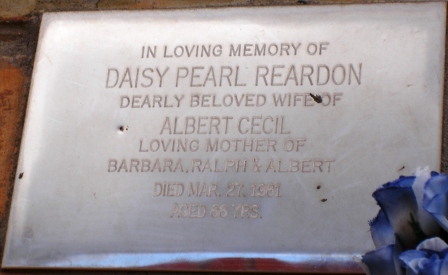 IN LOVING MEMORY OF
DAISY PEARL REARDON
DEARLY BELOVED WIFE OF
ALBERT CECIL
LOVING MOTHER OF
BARBARA, RALPH & ALBERT
DIED MAR. 27,
AGED YRS.